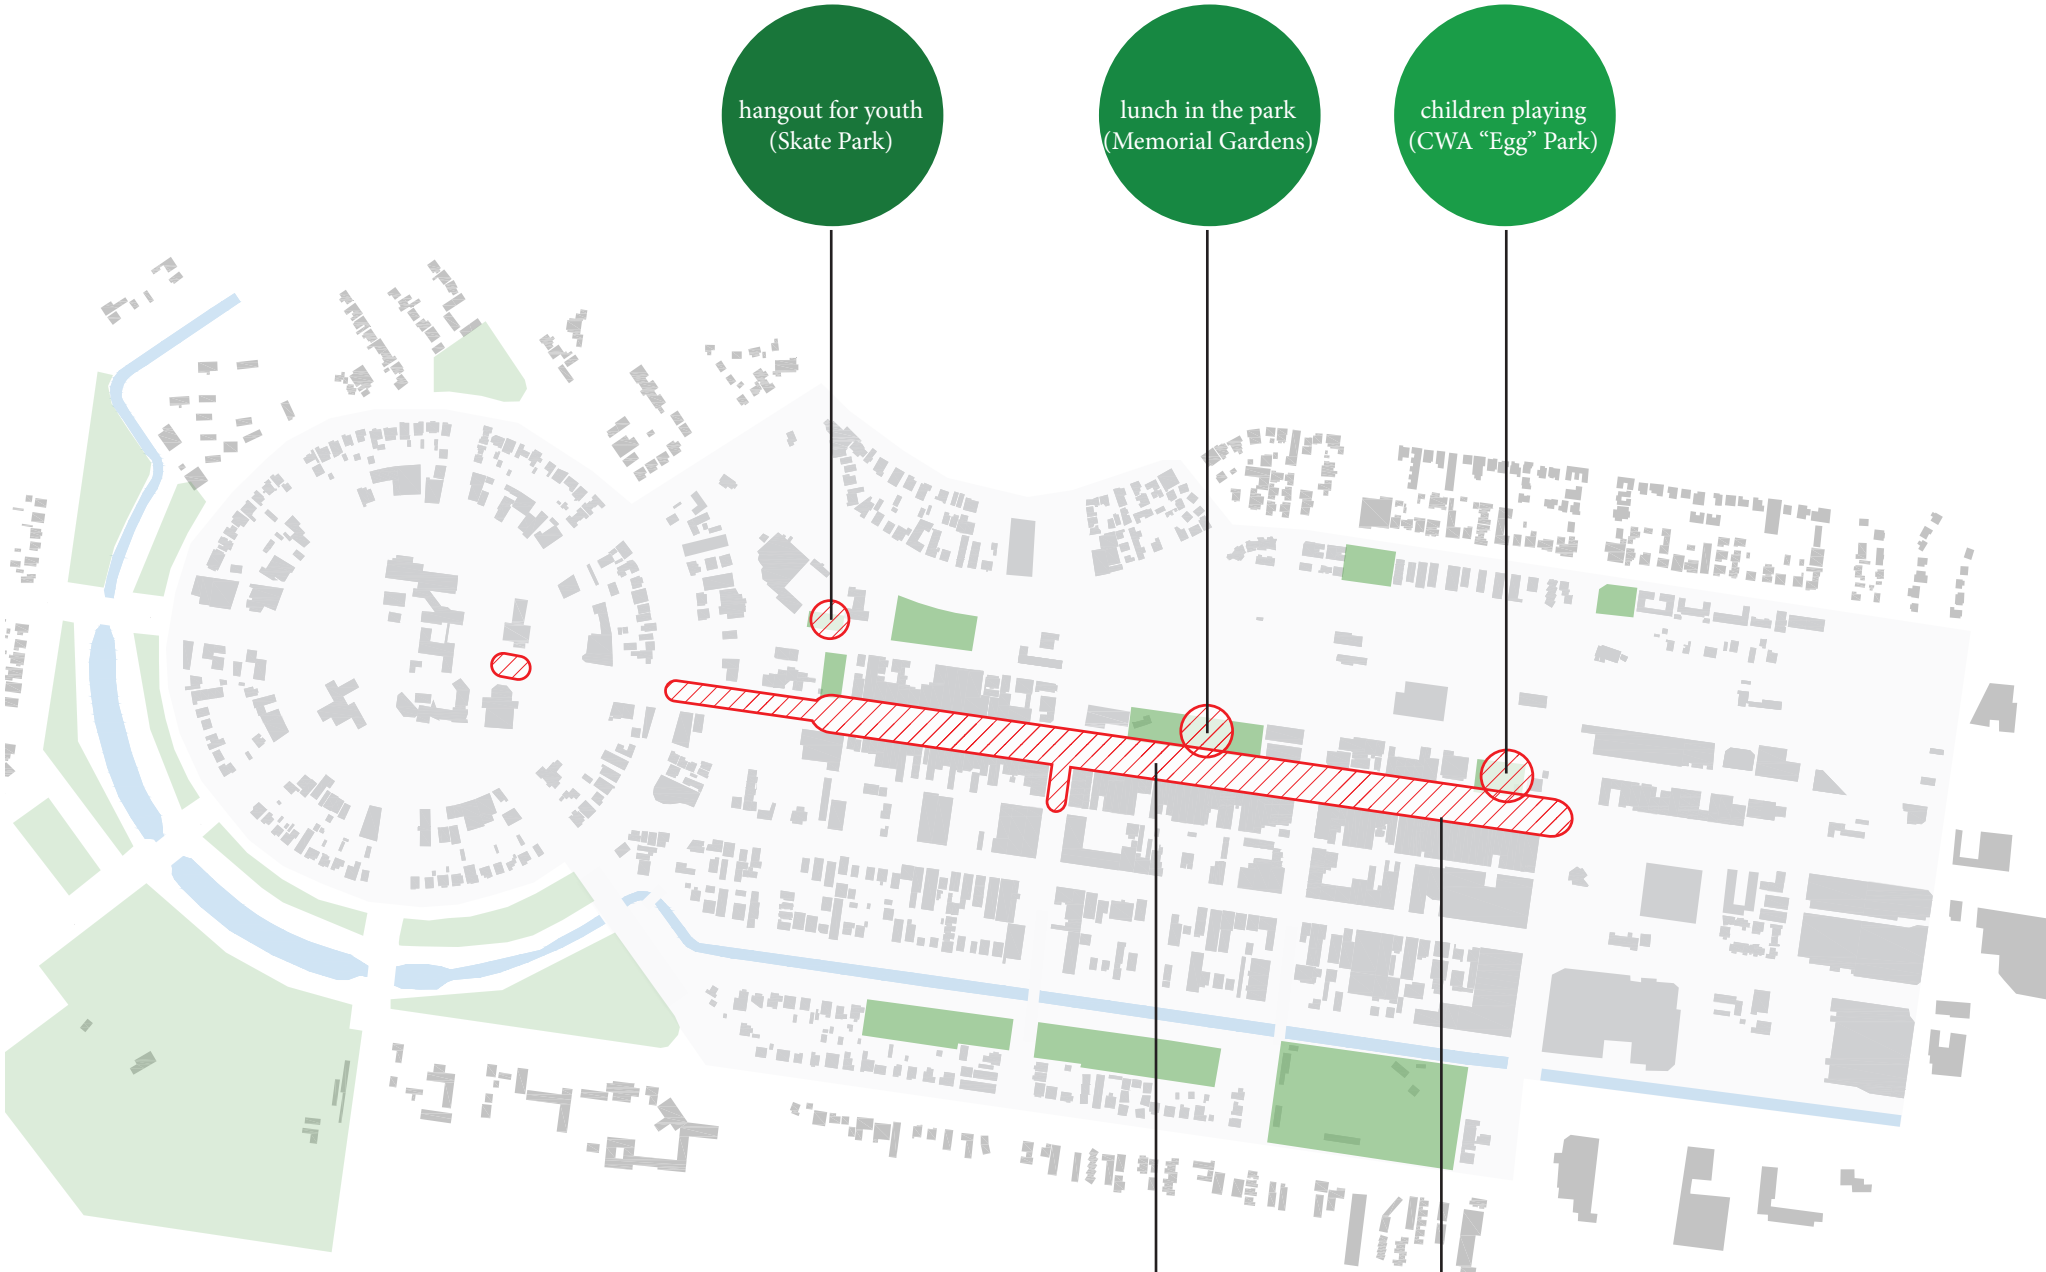 hangout for youth
(Skate Park)
lunch in the park
(Memorial Gardens)
children playing
(CWA “Egg” Park)